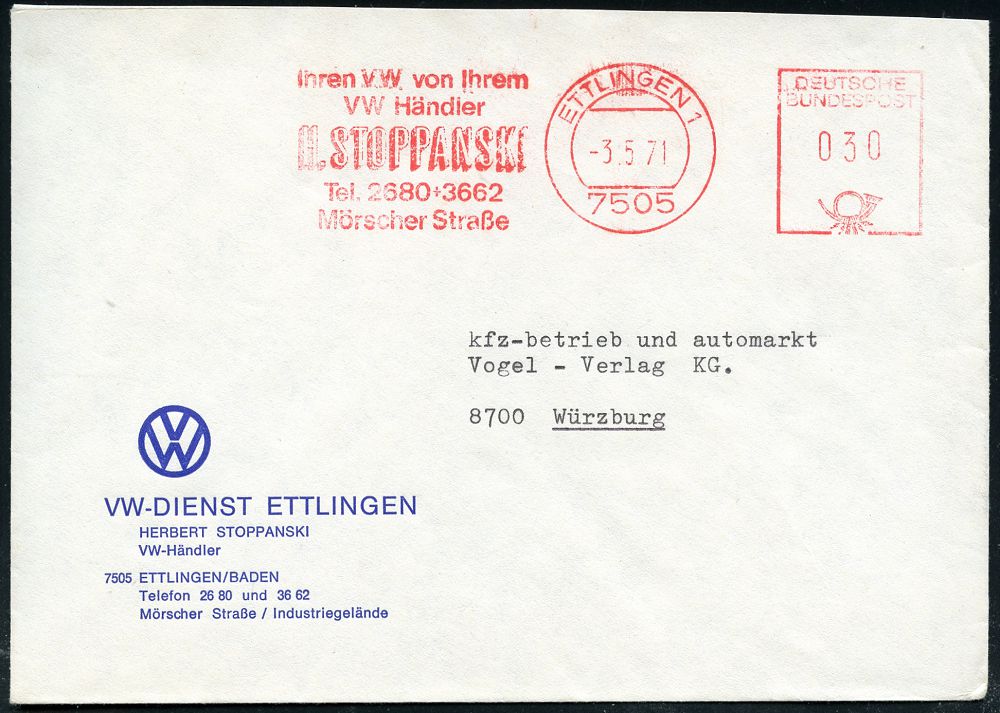 Ihren VW von Ihrem
VW Händler
H. STOPPANSKI
Tel. 2680+3662
Mörscher Straße
ETTLINGEN 1
-3.5.71
7505
DEUTSCHE
BUNDESPOST
030
kfz-betrieb und automarkt
Vogel - Verlag KG.
8700 Würzburg
VW
VW-DIENST ETTLINGEN
HERBERT STOPPANSKI
VW-Händler
7505 ETTLINGEN/BADEN
Telefon 26 80 und 36 62
Mörscher Straße / Industriegelände